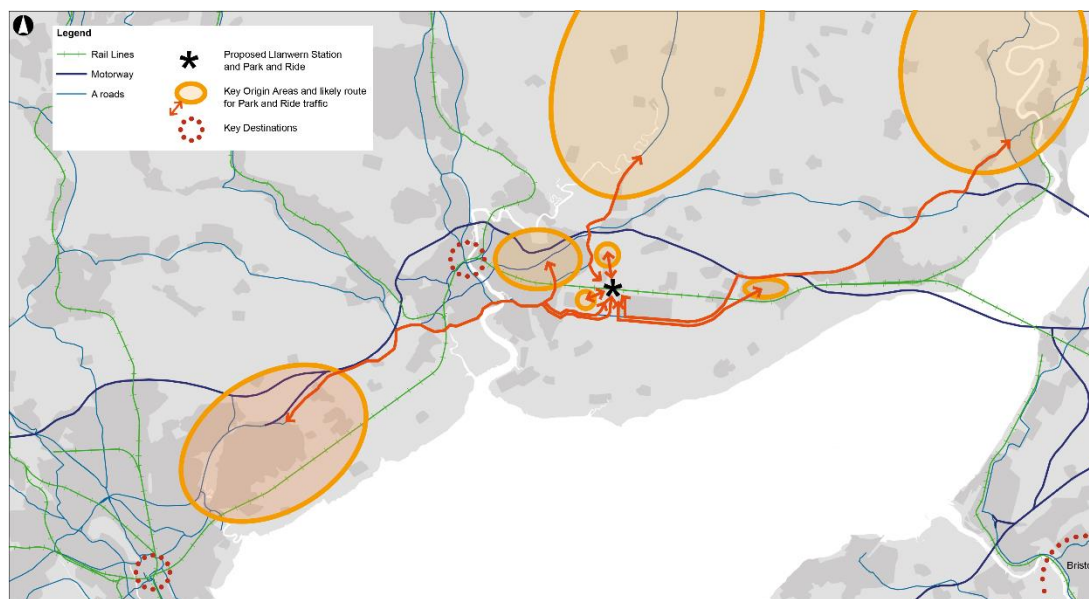 Legend
Rail Lines
Motorway
A roads
Proposed Llanwern Station
and Park and Ride
Key Origin Areas and likely route
for Park and Ride traffic
Key Destinations
Bristo